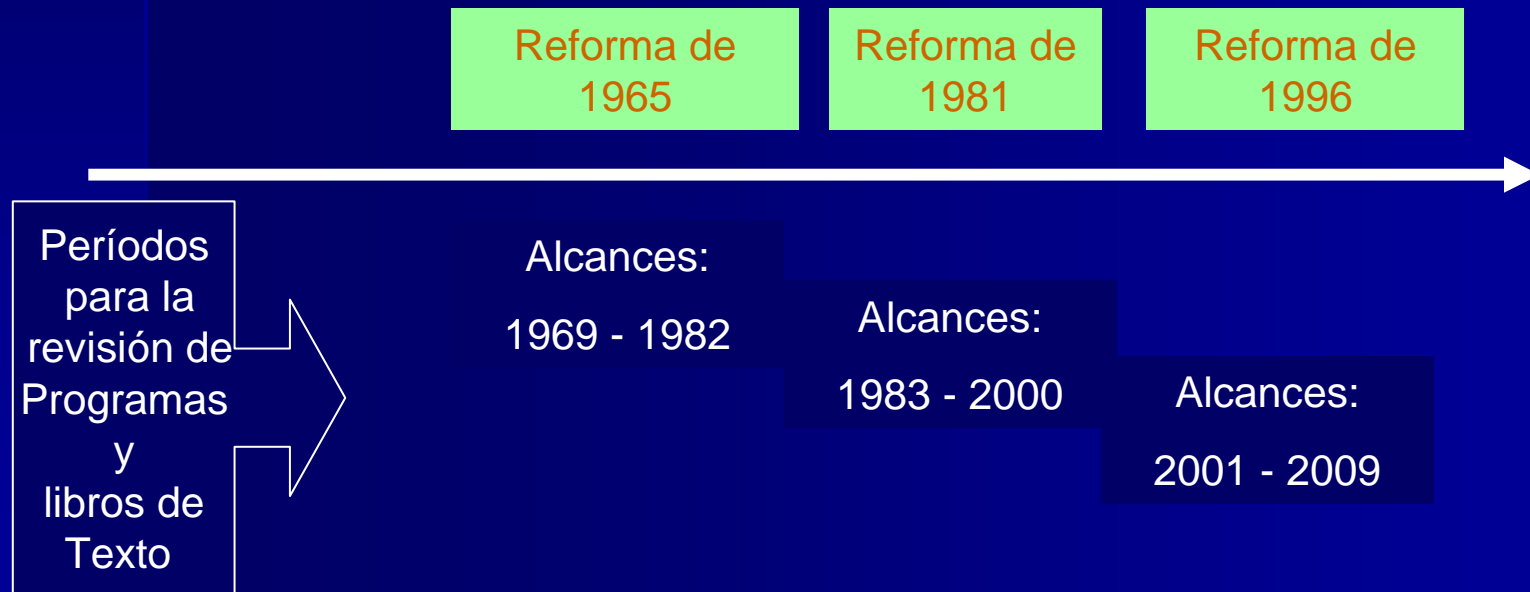 Reforma de
1965
Reforma de
1981
Reforma de
1996
Períodos
para la
revisión de
Programas
y
libros de
Texto
Alcances:
1969 - 1982
Alcances:
1983 - 2000
Alcances:
2001 - 2009